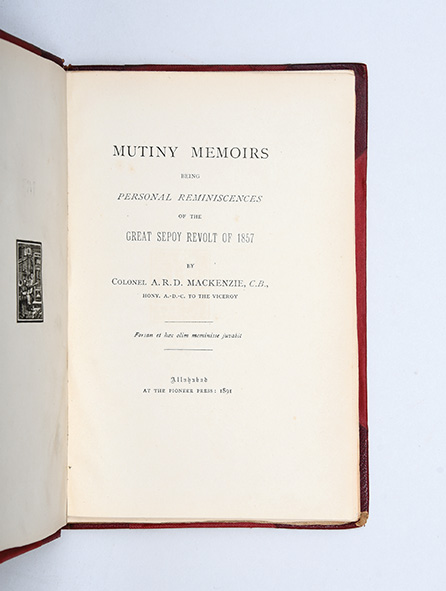 MUTINY MEMOIRS
BEING
PERSONAL REMINISCENCES
OF THE
GREAT SEPOY REVOLT OF 1857
BY
COLONEL A. R. D. MACKENZIE, C.B.,
HONY. A.-D.-C. TO THE VICEROY
Forsan et hæc olim meminisse juvabit
Allahabad
AT THE PIONEER PRESS: 1891